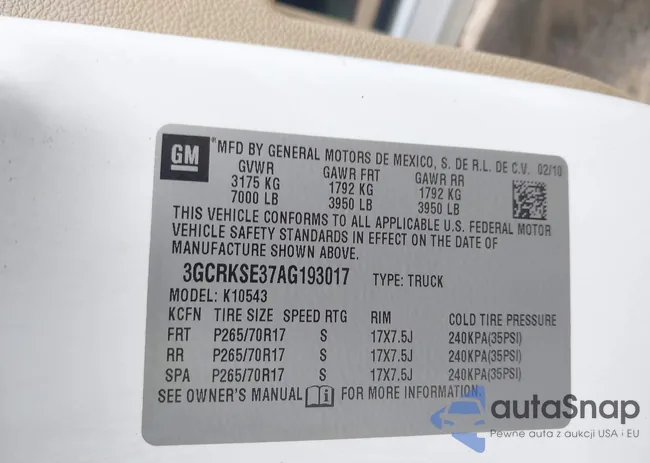 GM
*MFD BY GENERAL MOTORS DE MEXICO, S. DE R.L. DE C.V. 02/10
GVWR GAWR FRT GAWR RR
3175 KG 1792 KG 1792 KG
7000 LB 3950 LB 3950 LB
THIS VEHICLE CONFORMS TO ALL APPLICABLE U.S. FEDERAL MOTOR
VEHICLE SAFETY STANDARDS IN EFFECT ON THE DATE OF
MANUFACTURE SHOWN ABOVE.
3GCRKSE37AG193017 TYPE: TRUCK
MODEL: K10543
KCFN TIRE SIZE SPEED RTG RIM COLD TIRE PRESSURE
FRT P265/70R17 S 17X7.5J 240KPA(35PSI)
RR P265/70R17 S 17X7.5J 240KPA(35PSI)
SPA P265/70R17 S 17X7.5J 240KPA(35PSI)
SEE OWNER'S MANUAL FOR MORE INFORMATION.
autaSnap
Pewne auta z aukcji USA i EU